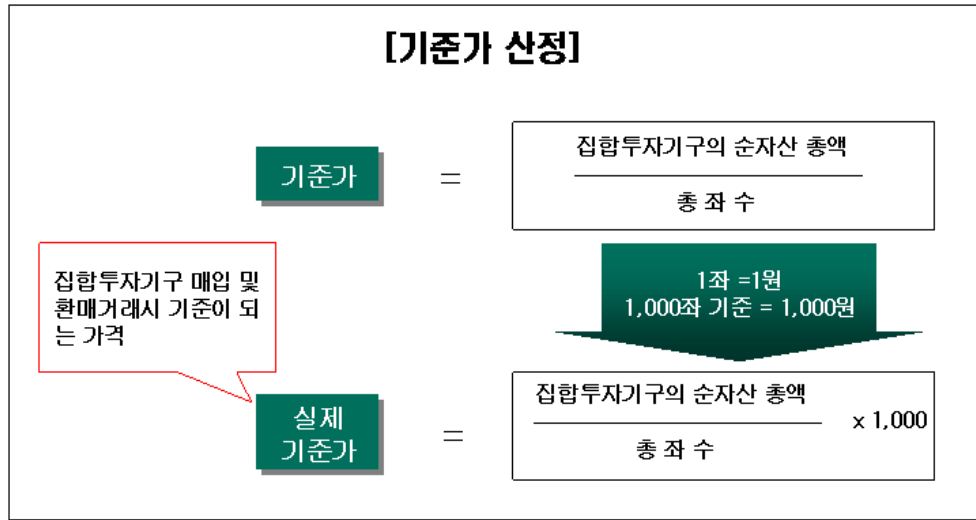 [기준가 산정]
기준가
=
집합투자기구의 순자산 총액
총 좌 수
집합투자기구 매입 및
환매거래시 기준이 되
는 가격
1좌 =1원
1,000좌 기준 = 1,000원
실제
기준가
=
집합투자기구의 순자산 총액
총 좌 수
x 1,000